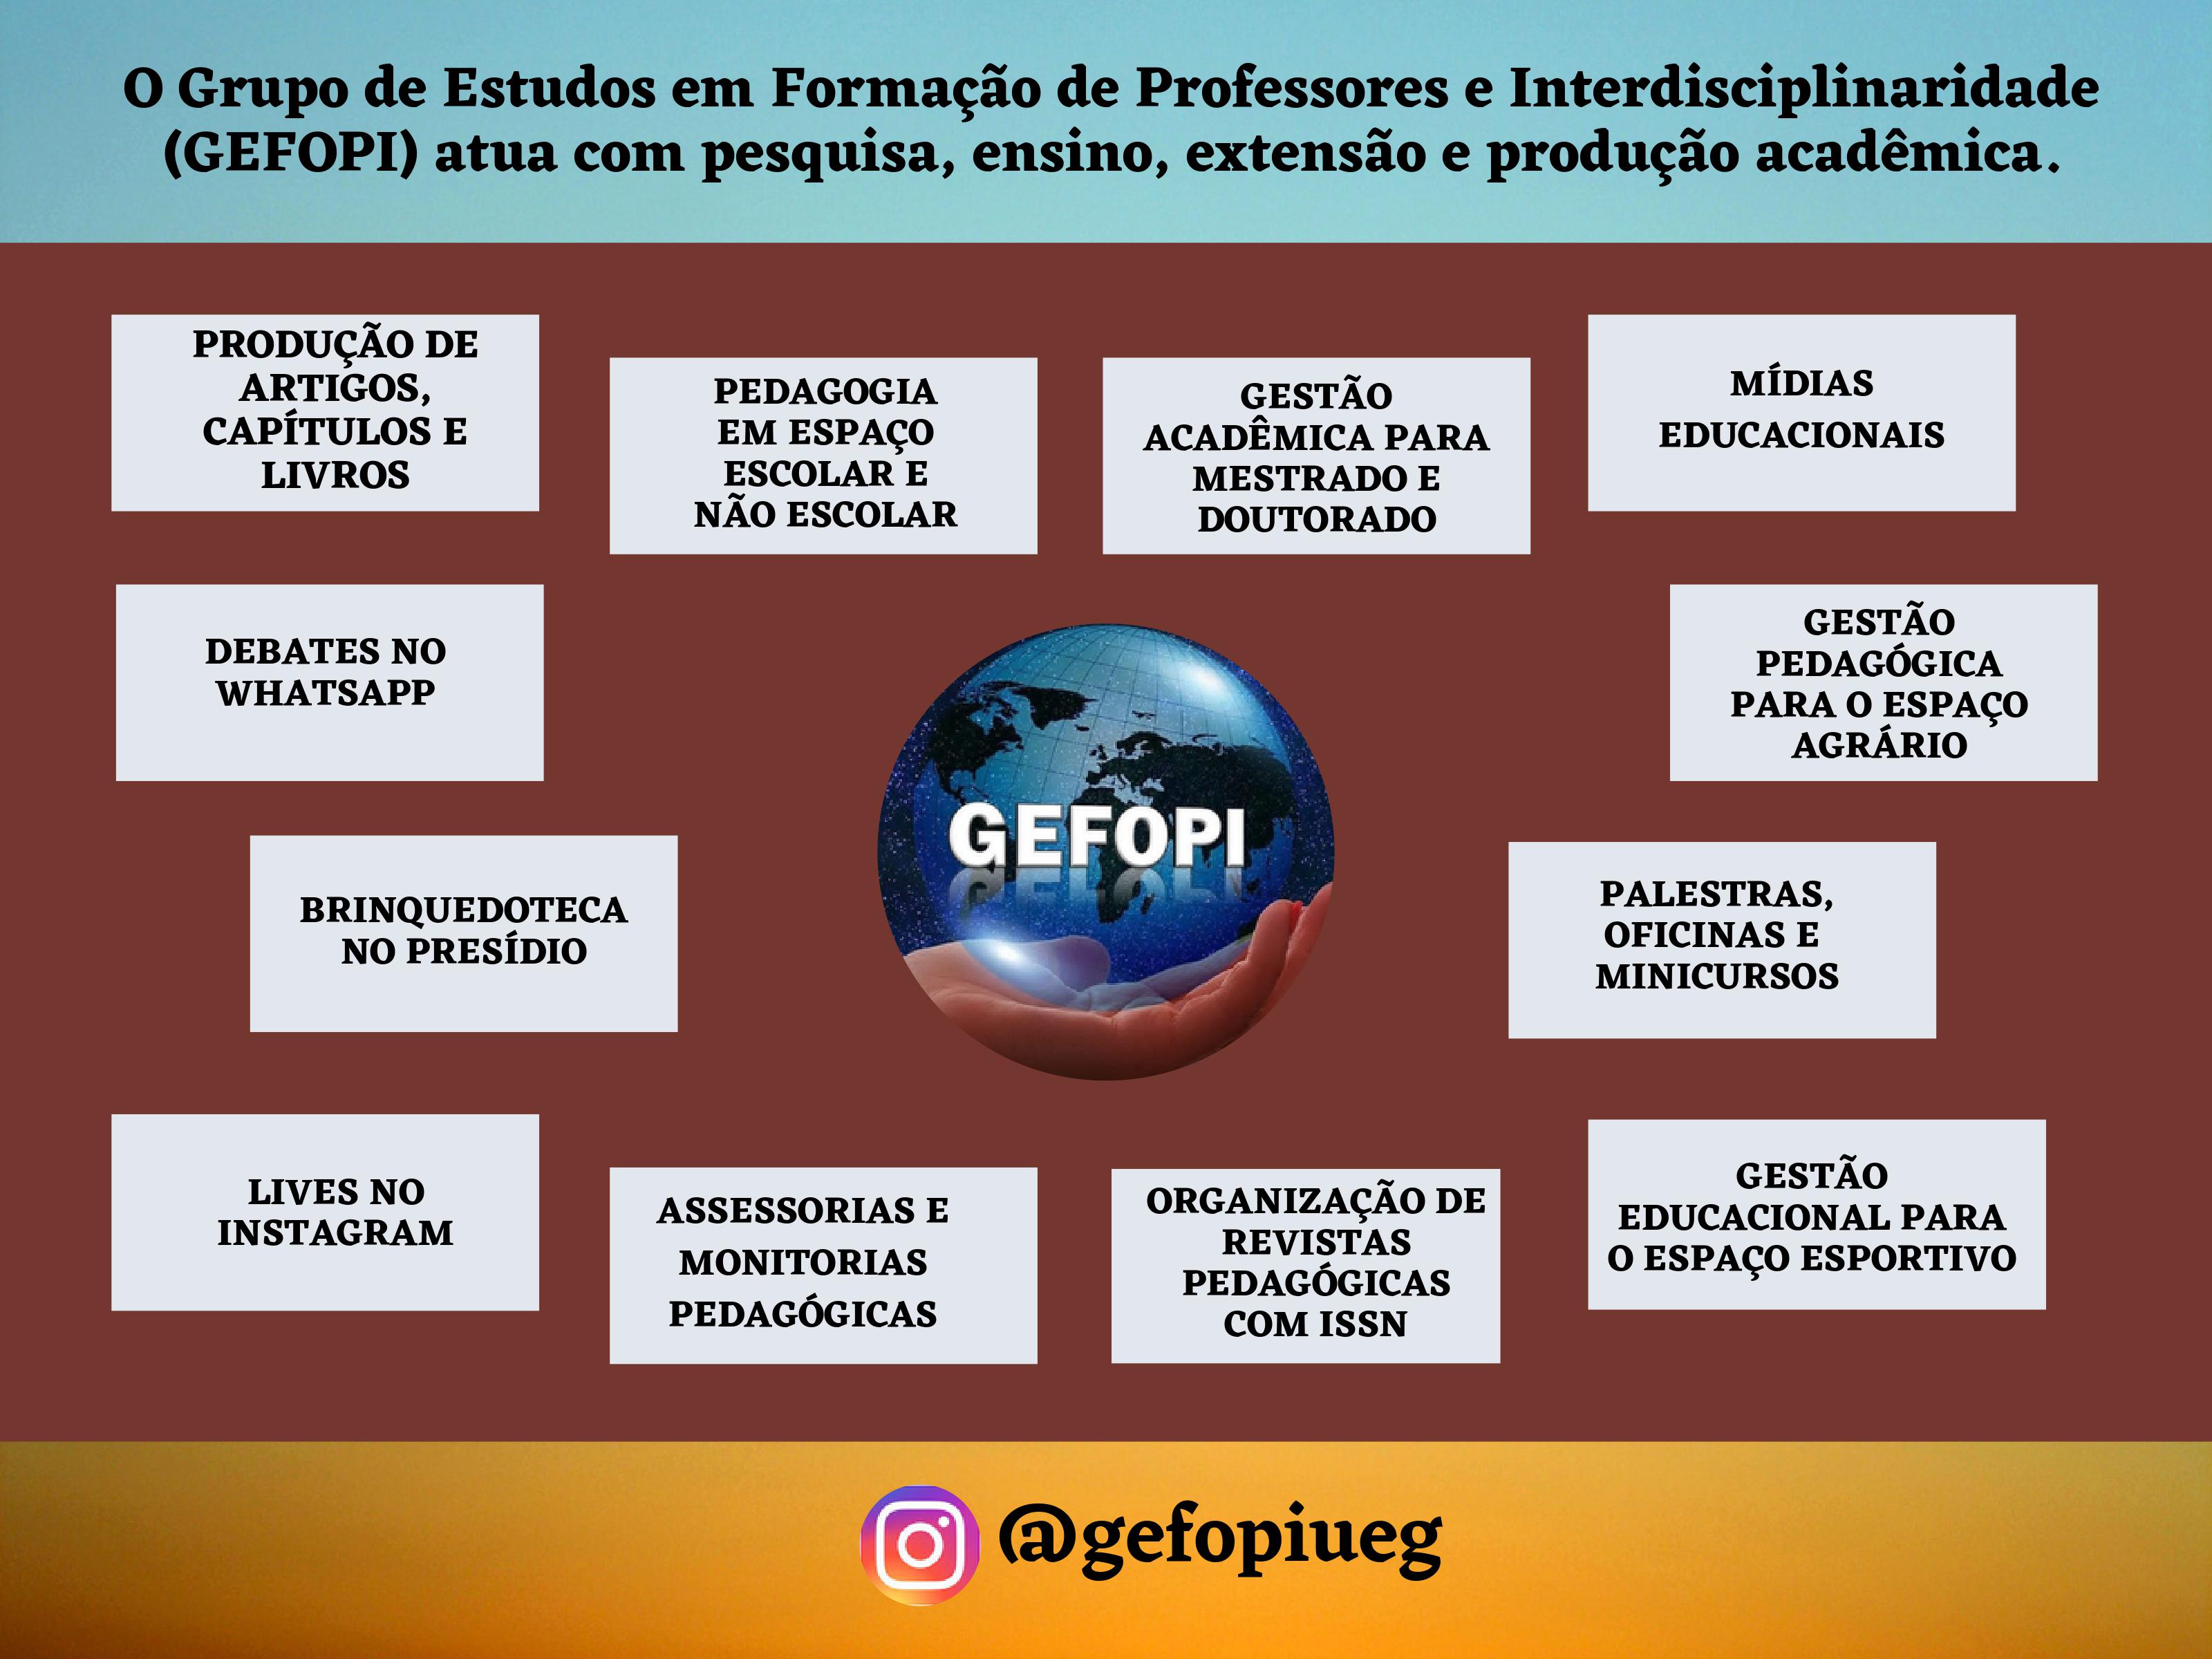 O Grupo de Estudos em Formação de Professores e Interdisciplinaridade
(GEFOPI) atua com pesquisa, ensino, extensão e produção acadêmica.
PRODUÇÃO DE
ARTIGOS,
CAPÍTULOS E
LIVROS
PEDAGOGIA
EM ESPAÇO
ESCOLAR E
NÃO ESCOLAR
GESTÃO
ACADÊMICA PARA
MESTRADO E
DOUTORADO
MÍDIAS
EDUCACIONAIS
DEBATES NO
WHATSAPP
GESTÃO
PEDAGÓGICA
PARA O ESPAÇO
AGRÁRIO
GEFOPI
BRINQUEDOTECA
NO PRESÍDIO
PALESTRAS,
OFICINAS E
MINICURSOS
LIVES NO
INSTAGRAM
ASSESSORIAS E
MONITORIAS
PEDAGÓGICAS
ORGANIZAÇÃO DE
REVISTAS
PEDAGÓGICAS
COM ISSN
GESTÃO
EDUCACIONAL PARA
O ESPAÇO ESPORTIVO
@gefopiueg